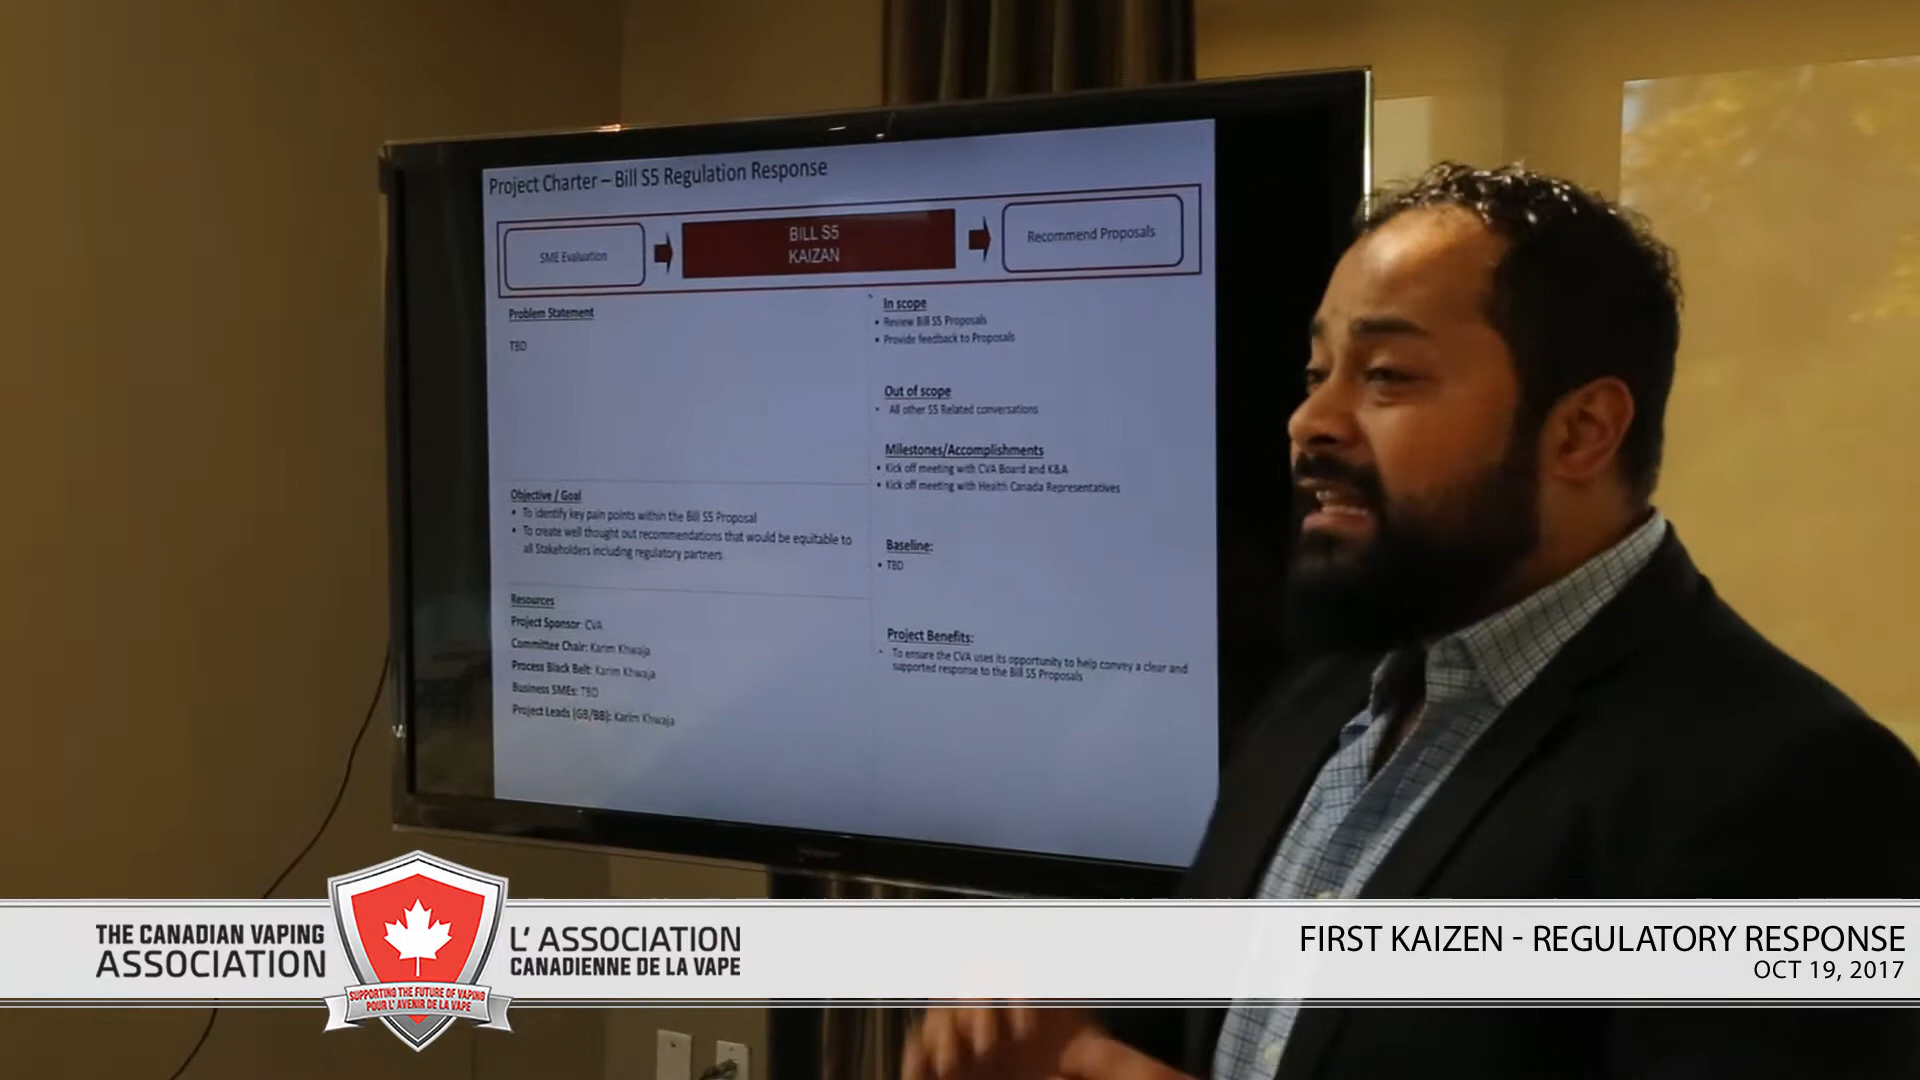 Project Charter – Bill S5 Regulation Response
SME Evaluation
BILL S5
KAIZAN
Recommend Proposals
Problem Statement
TBD
Objective / Goal
• To identify key pain points within the Bill S5 Proposal
• To create well thought out recommendations that would be equitable to
all Stakeholders including regulatory partners
Resources
Project Sponsor: CVA
Committee Chair: Karim Khwaja
Process Black Belt: Karim Khwaja
Business SMEs: TBD
Project Leads (GB/BB): Karim Khwaja
In scope
• Review Bill S5 Proposals
• Provide feedback to Proposals
Out of scope
• All other S5 Related conversations
Milestones/Accomplishments
• Kick off meeting with CVA Board and K&A
• Kick off meeting with Health Canada Representatives
Baseline:
• TBD
Project Benefits:
• To ensure the CVA uses its opportunity to help convey a clear and
supported response to the Bill S5 Proposals
THE CANADIAN VAPING
ASSOCIATION
SUPPORTING THE FUTURE OF VAPING
POUR L' AVENIR DE LA VAPE
L' ASSOCIATION
CANADIENNE DE LA VAPE
FIRST KAIZEN - REGULATORY RESPONSE
OCT 19, 2017